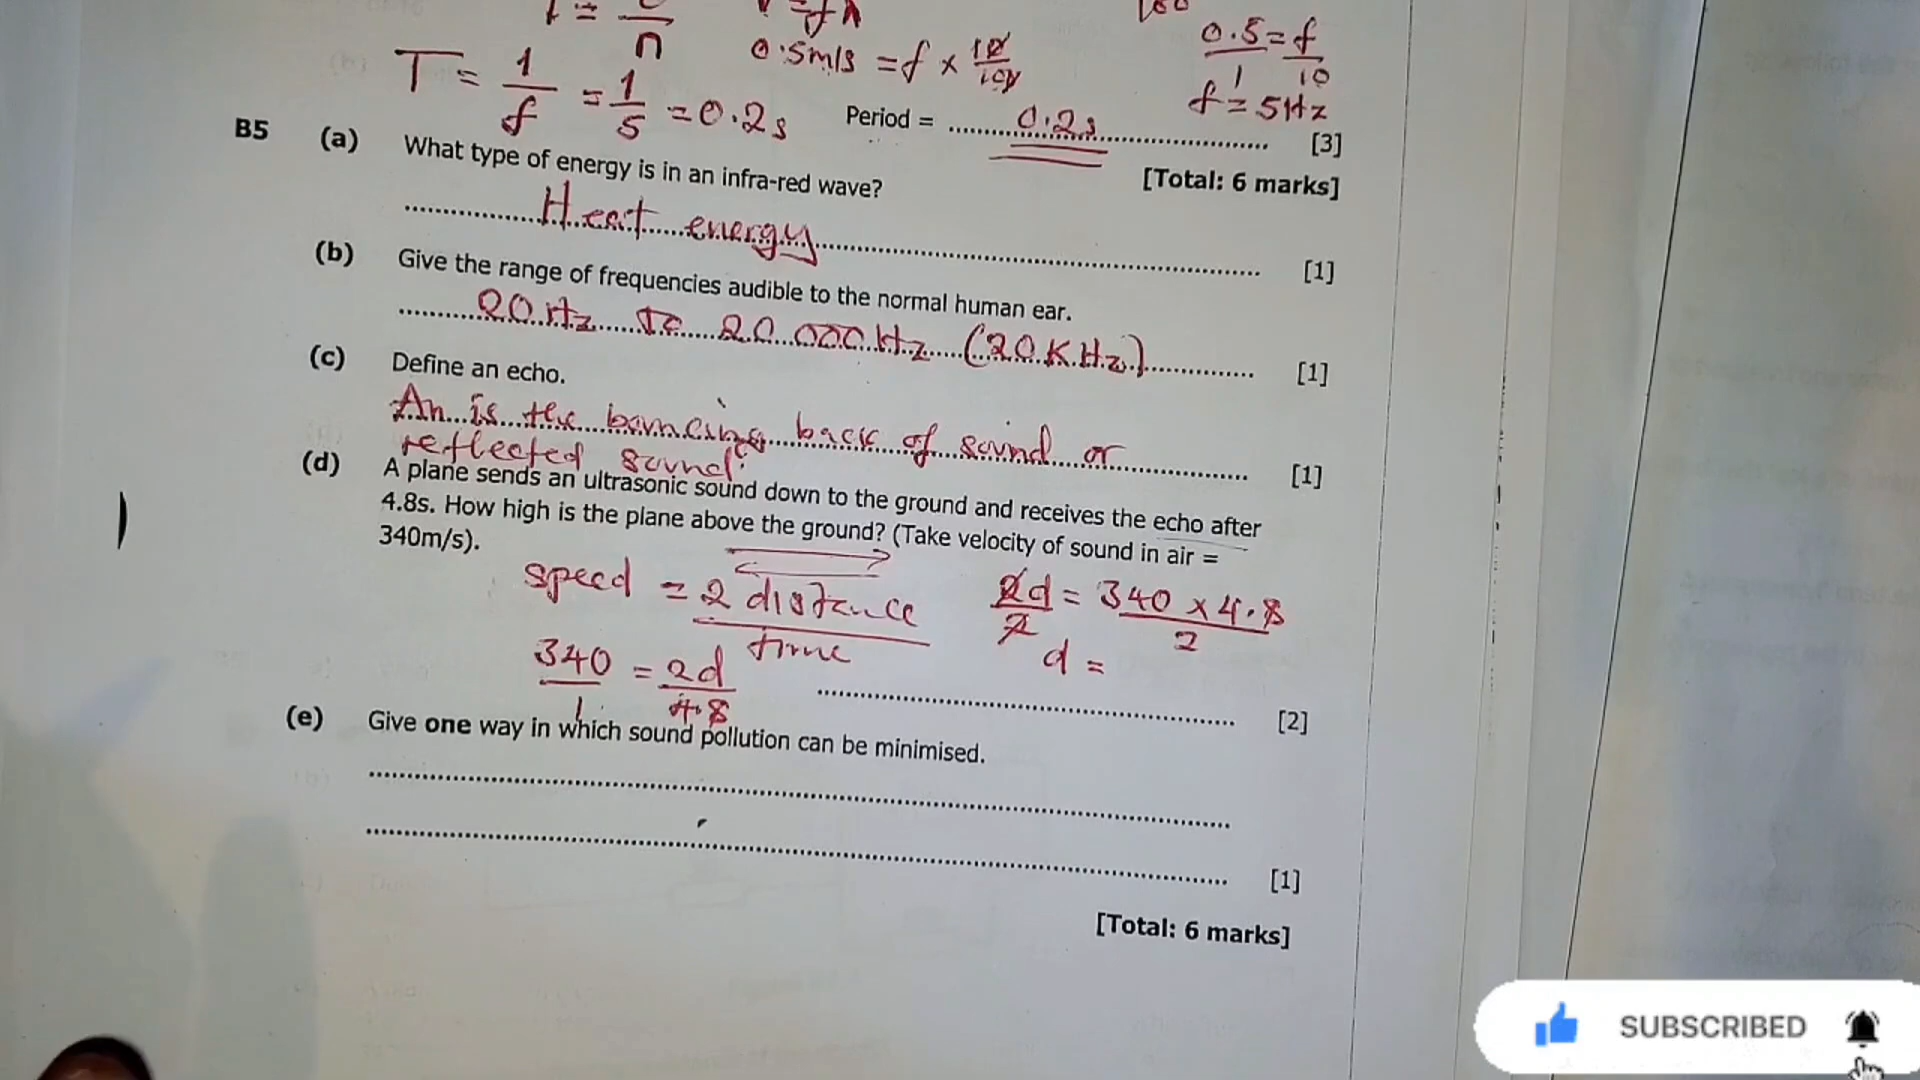 n
0.5m/s = f x 10/100
0.5/1 = f/10
f = 5Hz
T = 1/f = 1/5 = 0.2s
Period = 0.2s [3]
[Total: 6 marks]
B5 (a) What type of energy is in an infra-red wave?
Heat energy [1]
(b) Give the range of frequencies audible to the normal human ear.
20Hz to 20 000Hz (20KHz) [1]
(c) Define an echo.
An is the bouncing back of sound or
reflected sound. [1]
(d) A plane sends an ultrasonic sound down to the ground and receives the echo after
4.8s. How high is the plane above the ground? (Take velocity of sound in air =
340m/s).
speed = 2 distance/time
340/1 = 2d/4.8
2d/2 = 340 x 4.8/2
d =
[2]
(e) Give one way in which sound pollution can be minimised.
[1]
[Total: 6 marks]
SUBSCRIBED